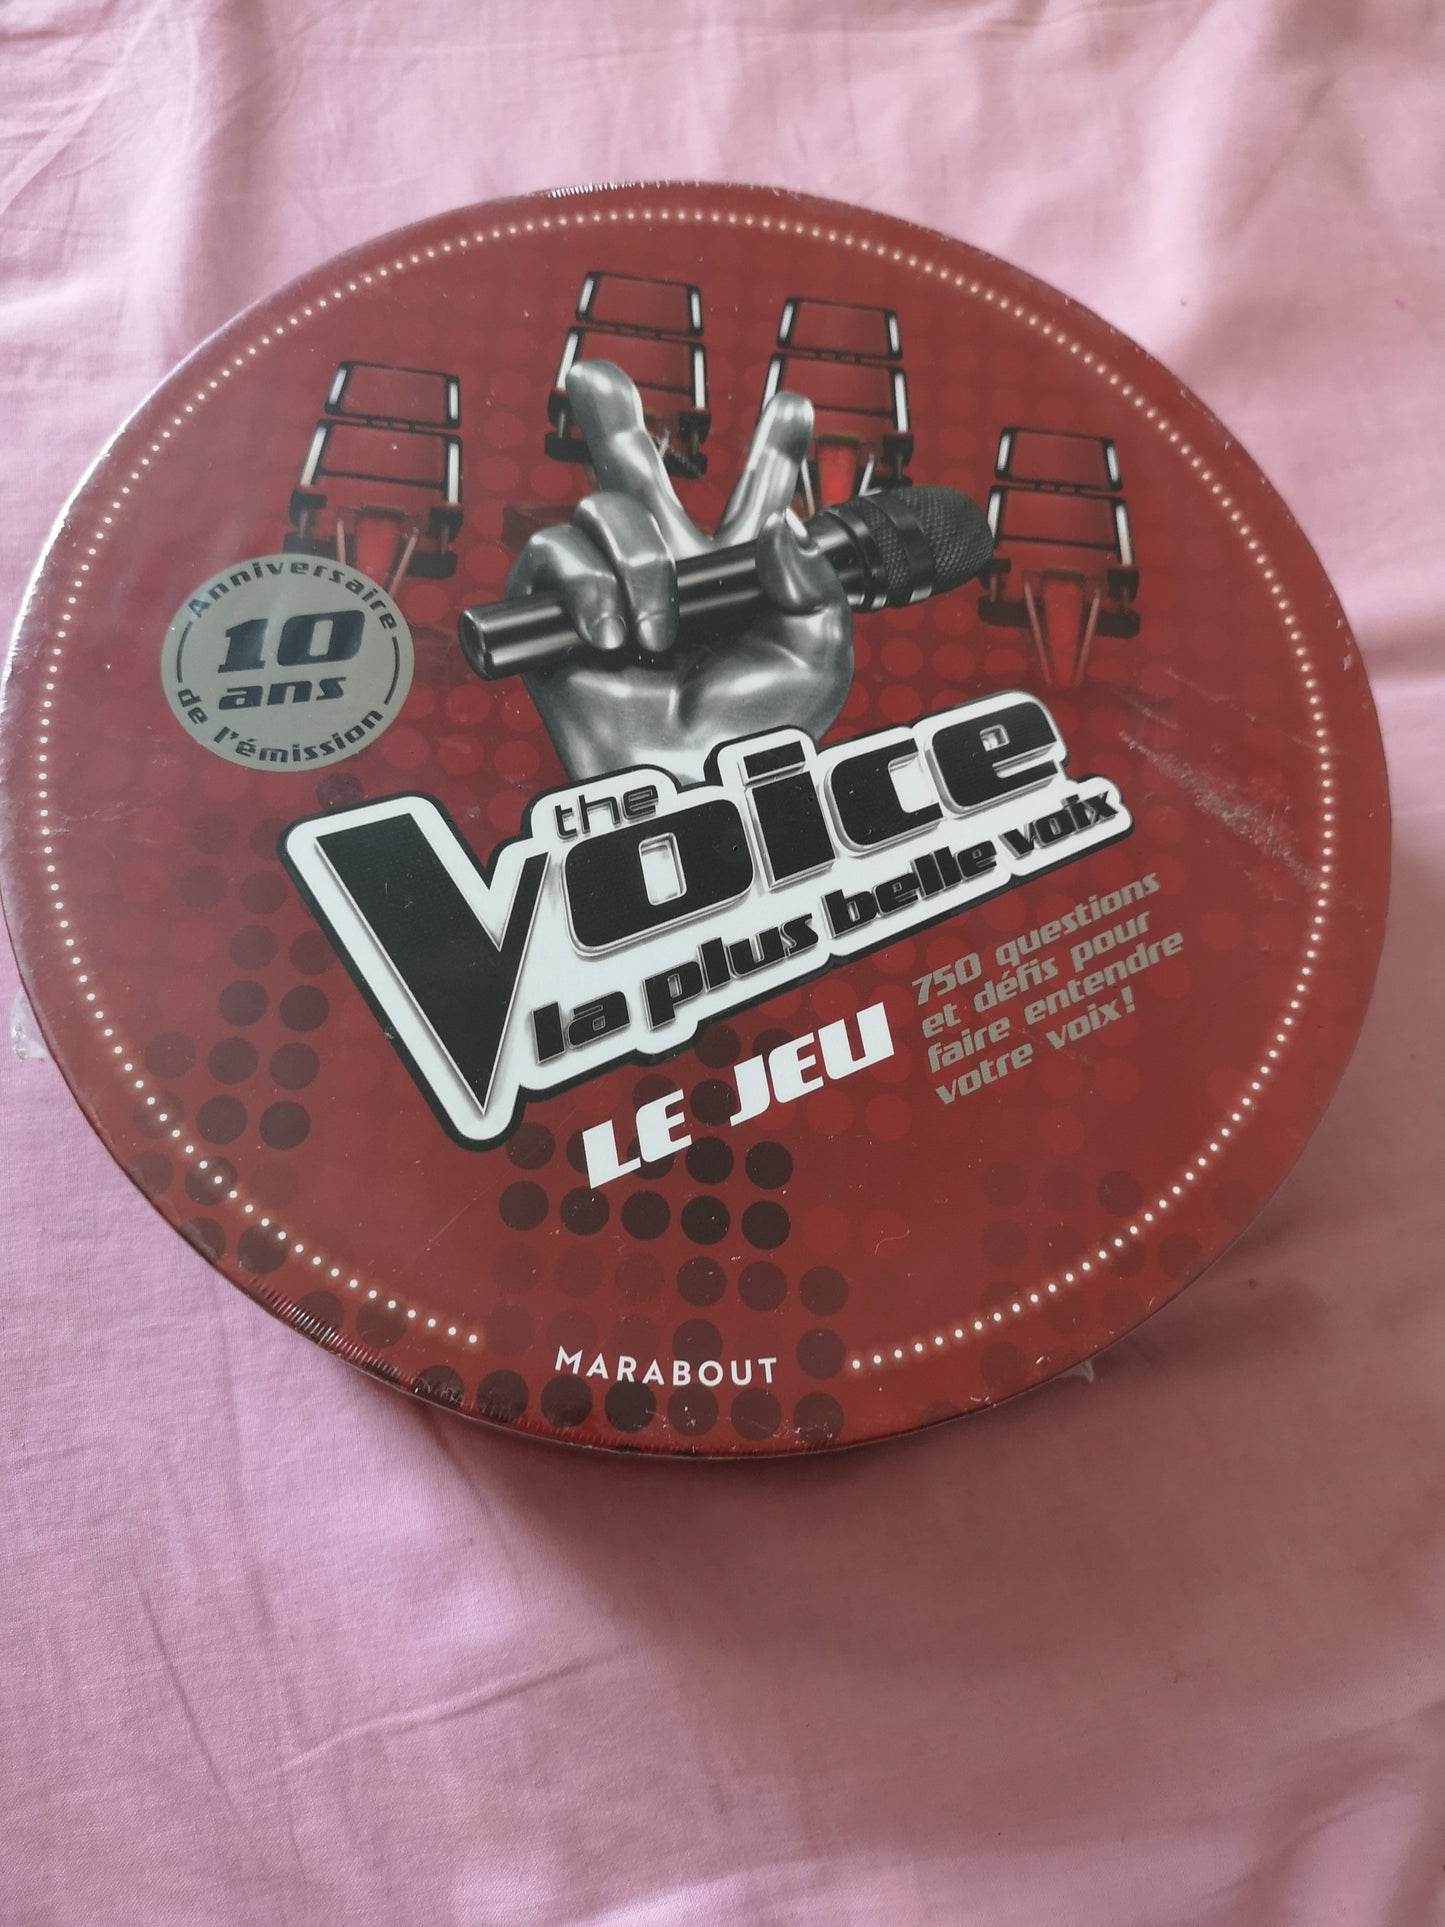 Anniversaire
10
ans
de l'émission
the
Voice
la plus belle voix
LE JEU
750 questions
et défis pour
faire entendre
votre voix!
MARABOUT